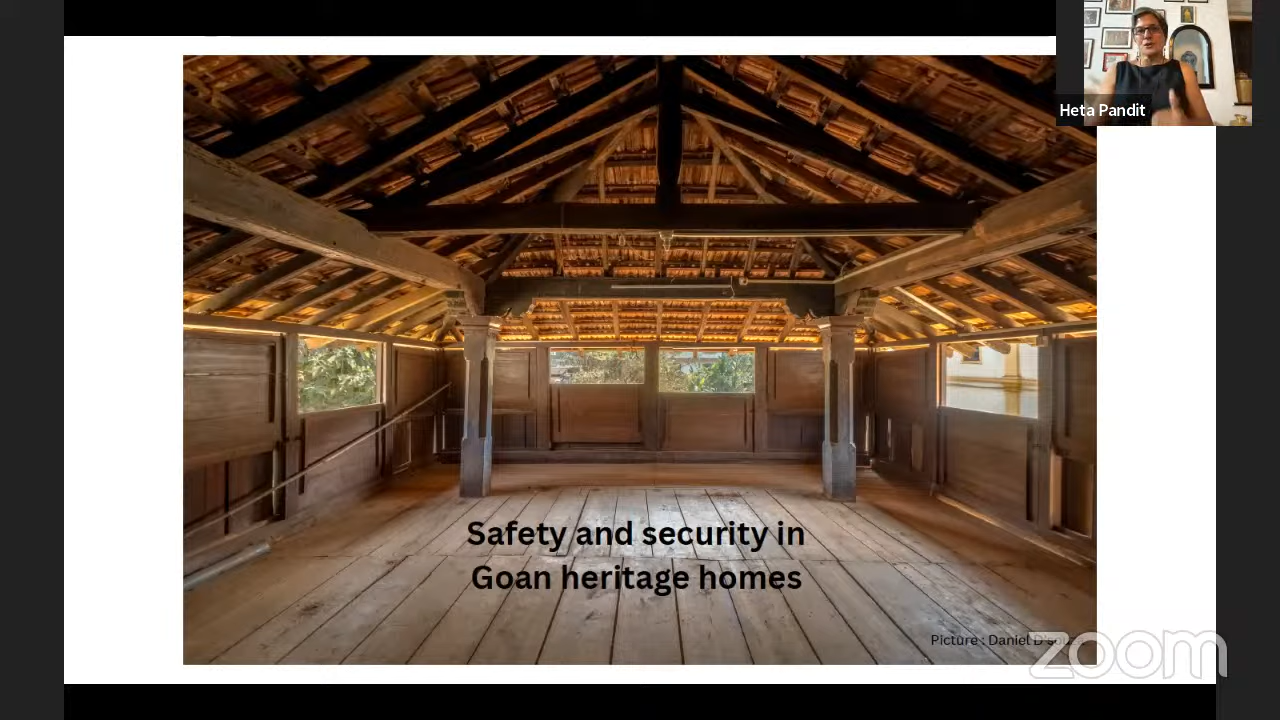 Heta Pandit
Safety and security in
Goan heritage homes
Picture : Daniel
zoom